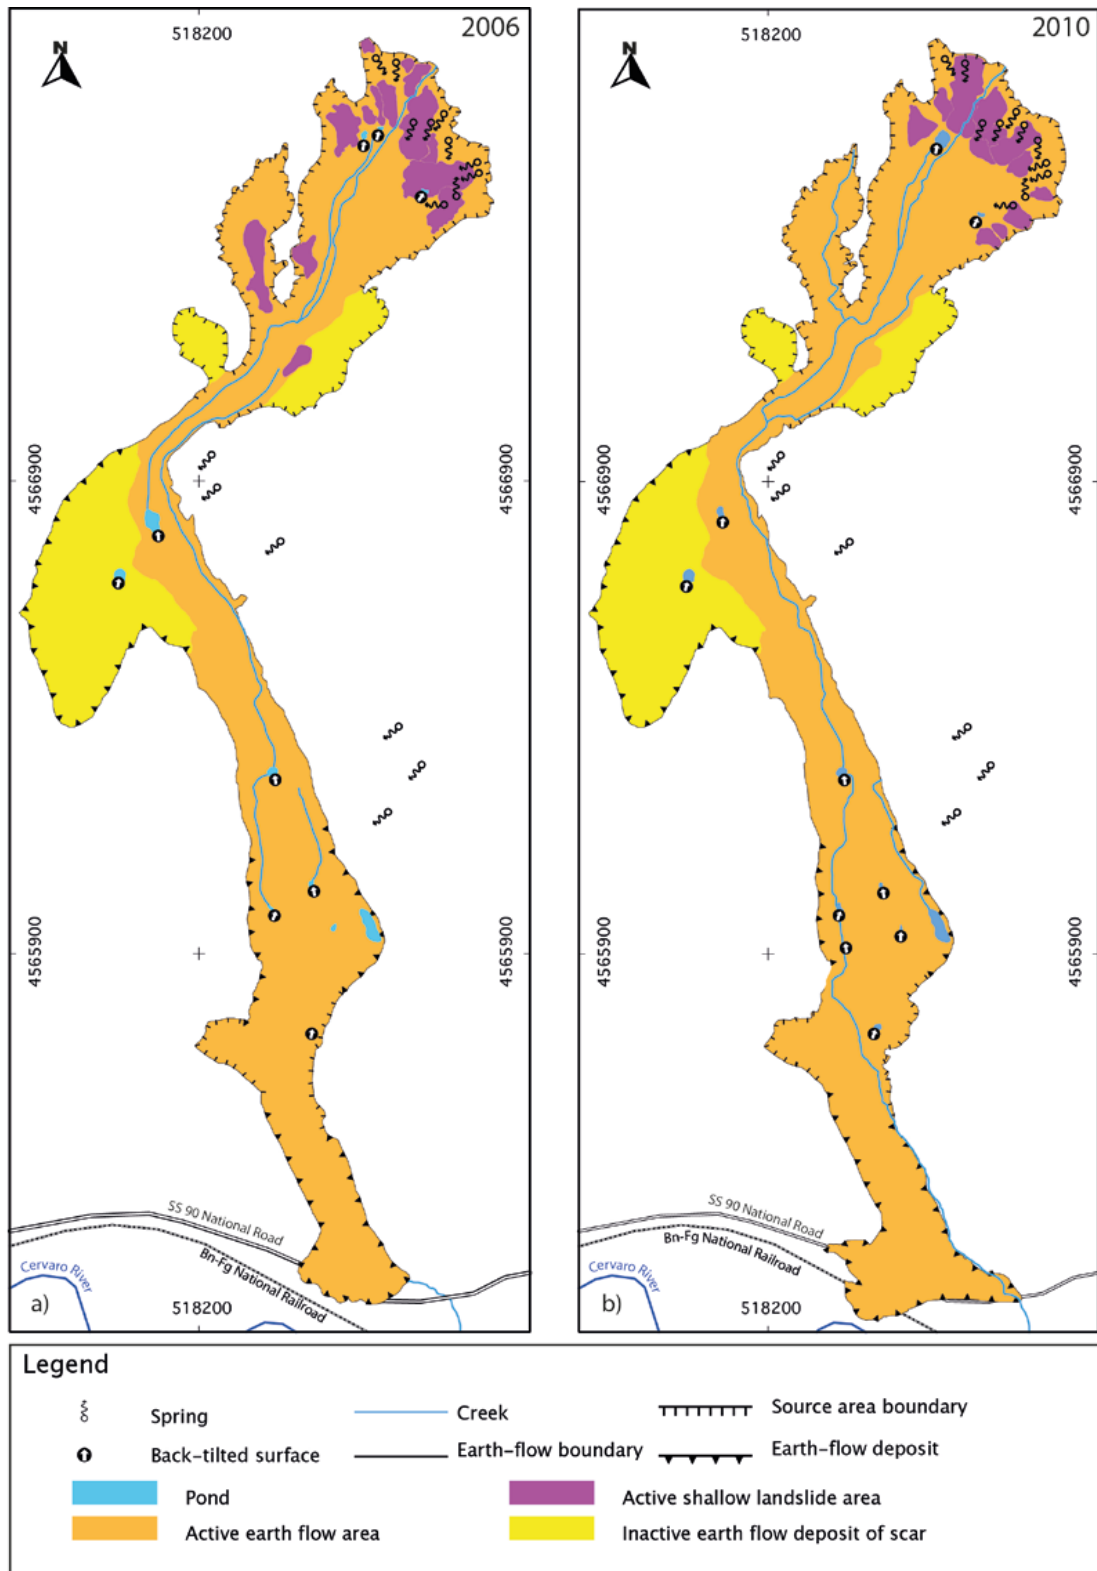 518200
2006
N
4566900
4566900
4565900
4565900
SS 90 National Road
Bn-Fg National Railroad
Cervaro River
a)
518200
518200
2010
N
4566900
4566900
4565900
4565900
SS 90 National Road
Bn-Fg National Railroad
Cervaro River
b)
518200
Legend
Spring
Creek
Source area boundary
Back-tilted surface
Earth-flow boundary
Earth-flow deposit
Pond
Active shallow landslide area
Active earth flow area
Inactive earth flow deposit of scar